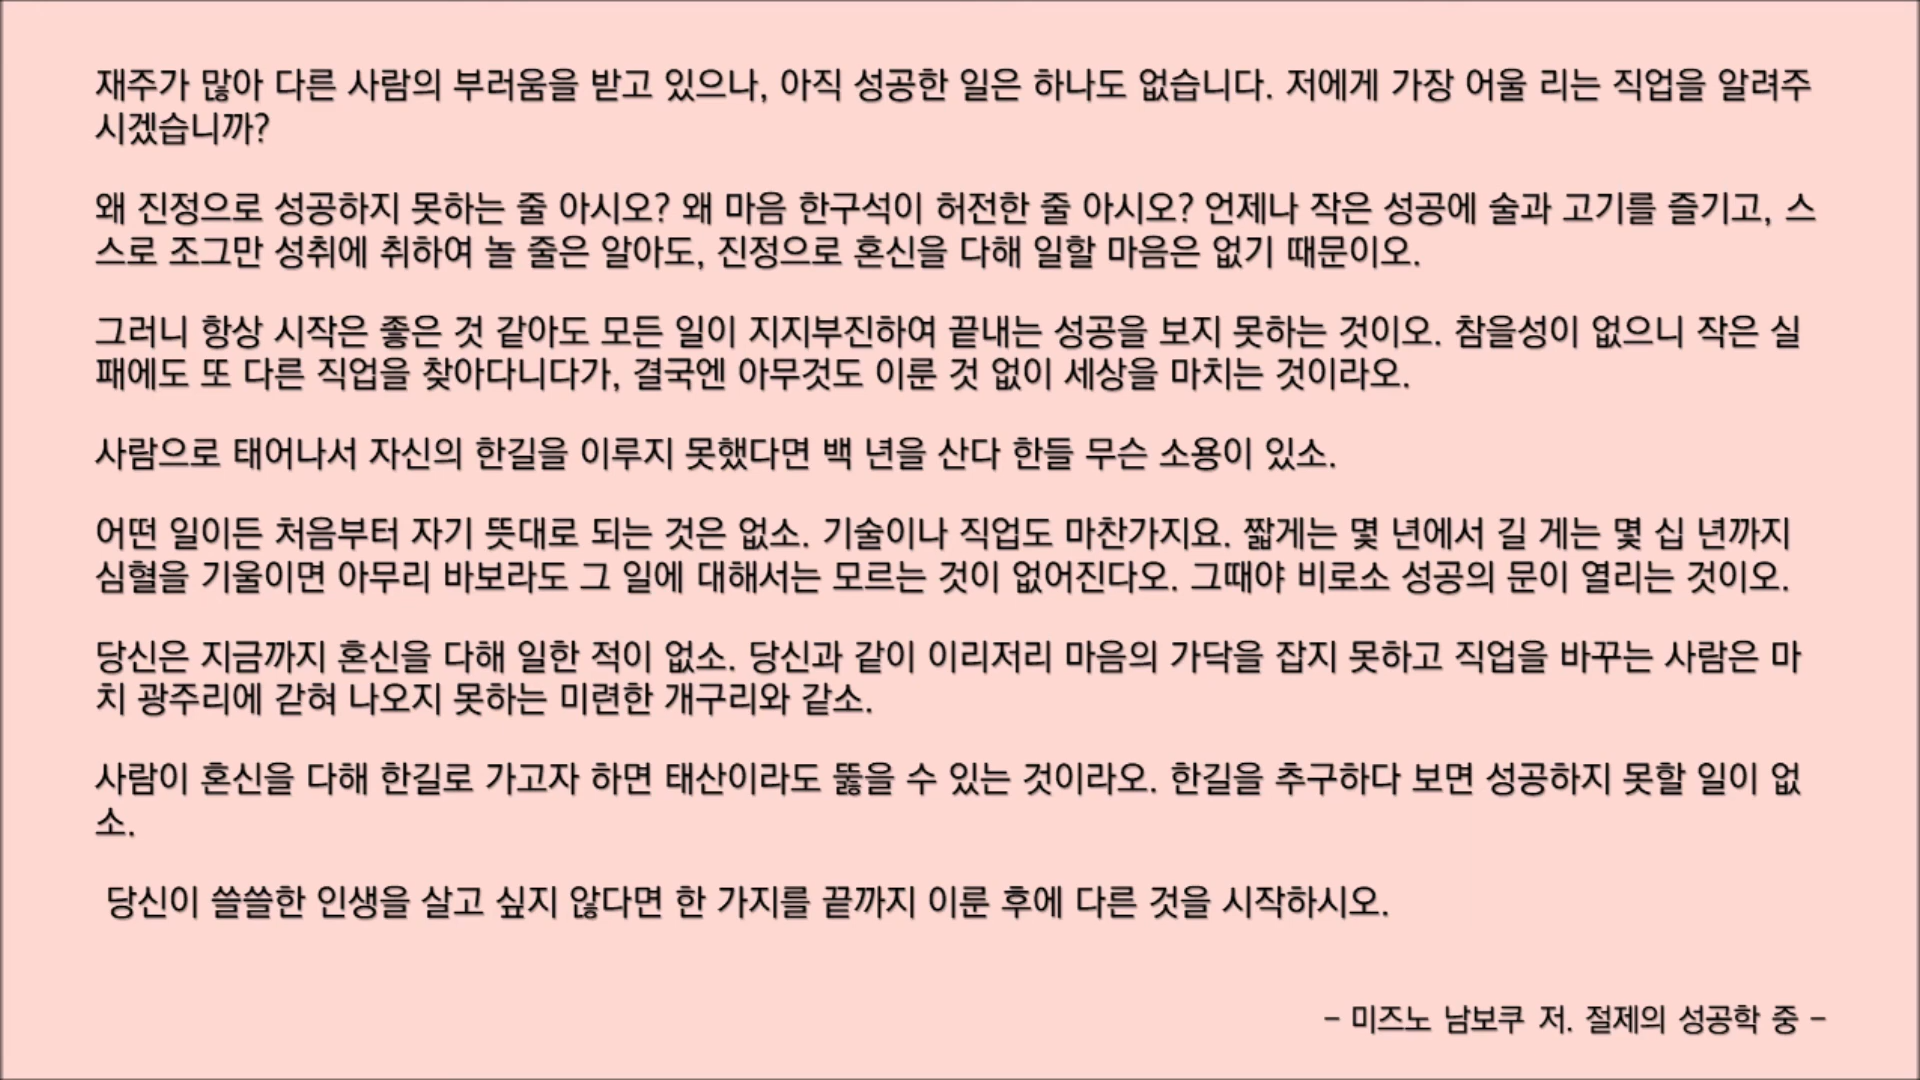 재주가 많아 다른 사람의 부러움을 받고 있으나, 아직 성공한 일은 하나도 없습니다. 저에게 가장 어울 리는 직업을 알려주
시겠습니까?
왜 진정으로 성공하지 못하는 줄 아시오? 왜 마음 한구석이 허전한 줄 아시오? 언제나 작은 성공에 술과 고기를 즐기고, 스
스로 조그만 성취에 취하여 놀 줄은 알아도, 진정으로 혼신을 다해 일할 마음은 없기 때문이오.
그러니 항상 시작은 좋은 것 같아도 모든 일이 지지부진하여 끝내는 성공을 보지 못하는 것이오. 참을성이 없으니 작은 실
패에도 또 다른 직업을 찾아다니다가, 결국엔 아무것도 이룬 것 없이 세상을 마치는 것이라오.
사람으로 태어나서 자신의 한길을 이루지 못했다면 백 년을 산다 한들 무슨 소용이 있소.
어떤 일이든 처음부터 자기 뜻대로 되는 것은 없소. 기술이나 직업도 마찬가지요. 짧게는 몇 년에서 길 게는 몇 십 년까지
심혈을 기울이면 아무리 바보라도 그 일에 대해서는 모르는 것이 없어진다오. 그때야 비로소 성공의 문이 열리는 것이오.
당신은 지금까지 혼신을 다해 일한 적이 없소. 당신과 같이 이리저리 마음의 가닥을 잡지 못하고 직업을 바꾸는 사람은 마
치 광주리에 갇혀 나오지 못하는 미련한 개구리와 같소.
사람이 혼신을 다해 한길로 가고자 하면 태산이라도 뚫을 수 있는 것이라오. 한길을 추구하다 보면 성공하지 못할 일이 없
소.
당신이 쓸쓸한 인생을 살고 싶지 않다면 한 가지를 끝까지 이룬 후에 다른 것을 시작하시오.
- 미즈노 남보쿠 저. 절제의 성공학 중 -